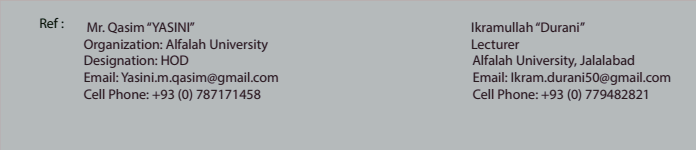 Ref :
Mr. Qasim “YASINI”
Organization: Alfalah University
Designation: HOD
Email: Yasini.m.qasim@gmail.com
Cell Phone: +93 (0) 787171458
Ikramullah “Durani”
Lecturer
Alfalah University, Jalalabad
Email: Ikram.durani50@gmail.com
Cell Phone: +93 (0) 779482821